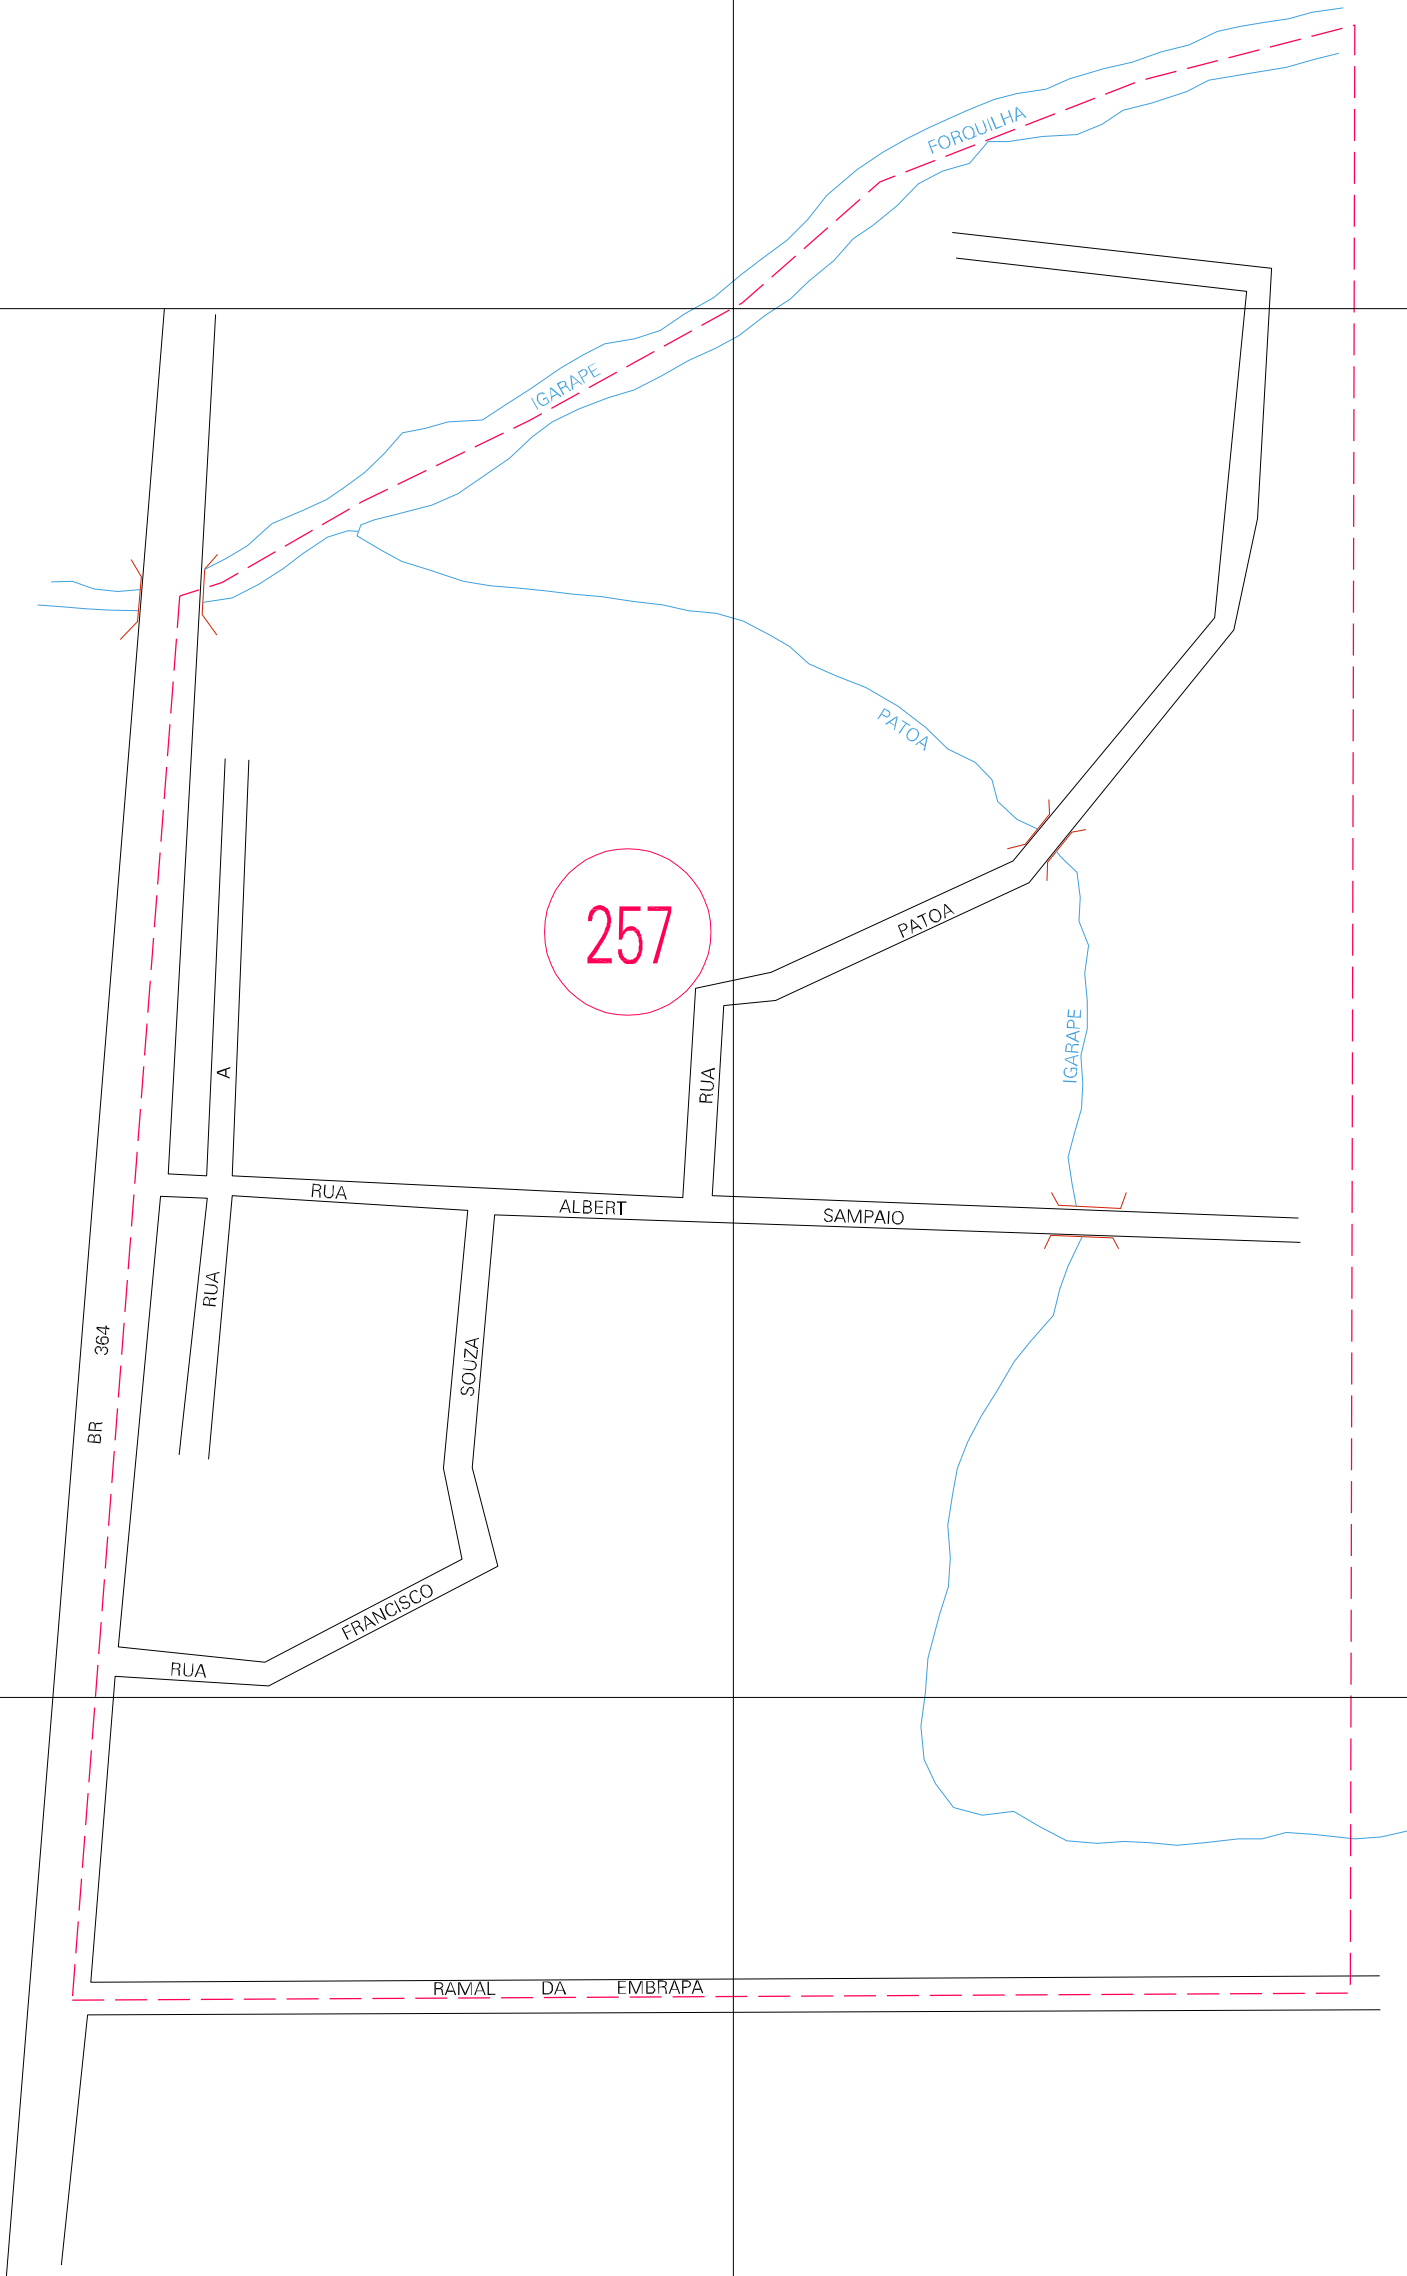 IGARAPE FORQUILHA
PATOA
IGARAPE
257
RUA PATOA
RUA A
RUA ALBERT SAMPAIO
BR 364
RUA FRANCISCO SOUZA
RAMAL DA EMBRAPA